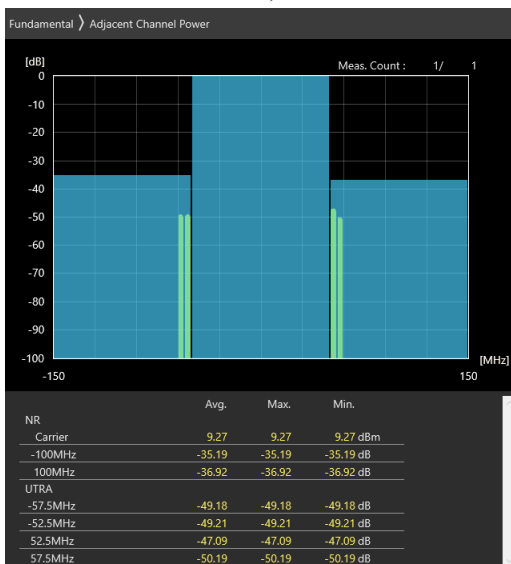 Fundamental 〉 Adjacent Channel Power
[dB]
Meas. Count : 1/ 1
0
-10
-20
-30
-40
-50
-60
-70
-80
-90
-100
[MHz]
-150 150
Avg. Max. Min.
NR
Carrier 9.27 9.27 9.27 dBm
-100MHz -35.19 -35.19 -35.19 dB
100MHz -36.92 -36.92 -36.92 dB
UTRA
-57.5MHz -49.18 -49.18 -49.18 dB
-52.5MHz -49.21 -49.21 -49.21 dB
52.5MHz -47.09 -47.09 -47.09 dB
57.5MHz -50.19 -50.19 -50.19 dB